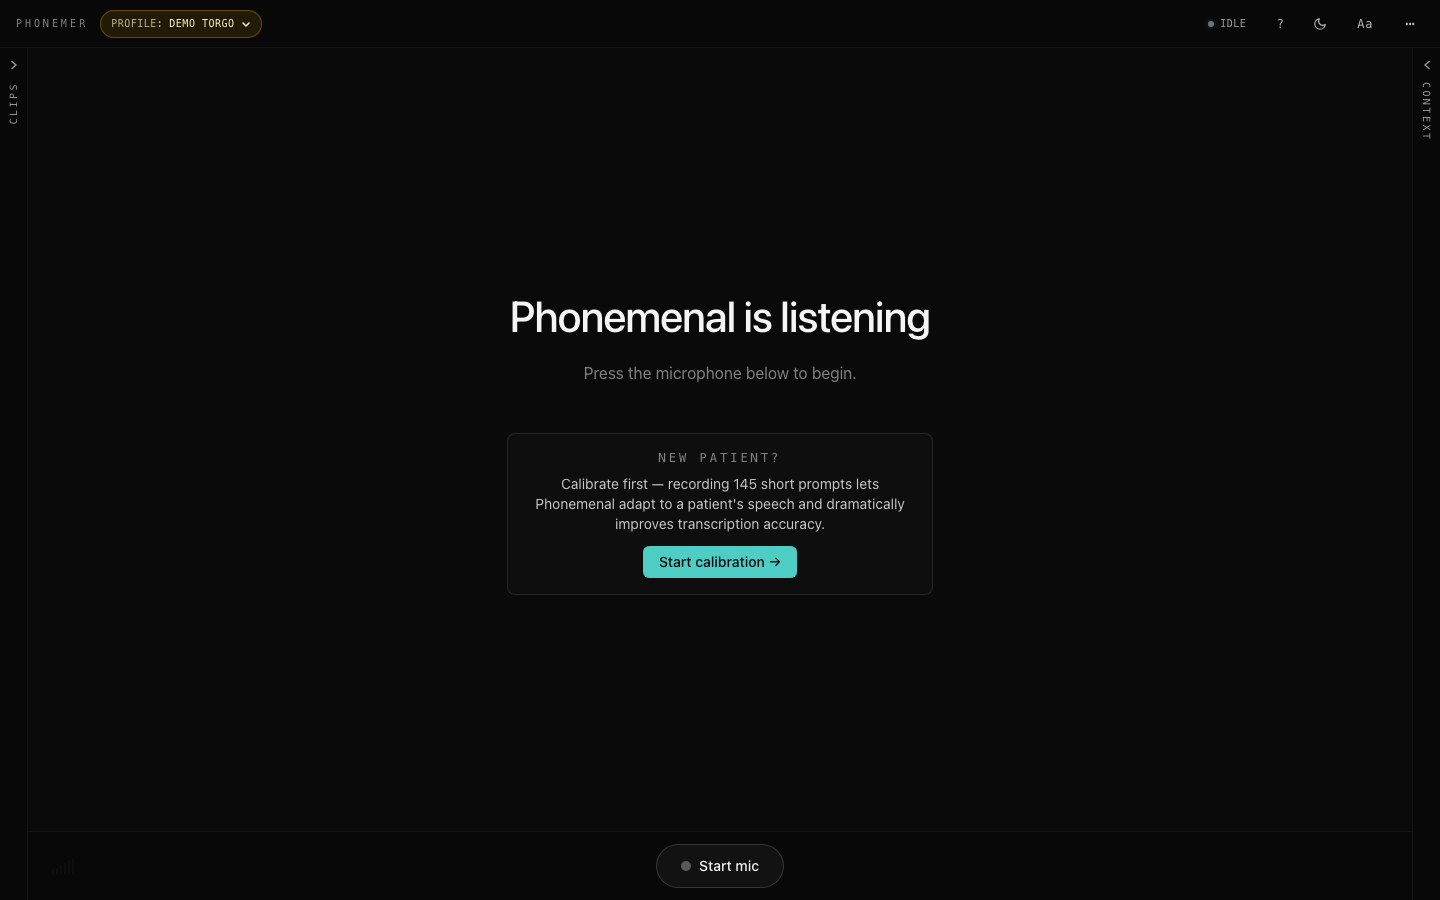 PHONEMER
PROFILE: DEMO TORGO
IDLE
?
Aa
CLIPS
CONTEXT
Phonemenal is listening
Press the microphone below to begin.
NEW PATIENT?
Calibrate first — recording 145 short prompts lets
Phonemenal adapt to a patient's speech and dramatically
improves transcription accuracy.
Start calibration →
Start mic